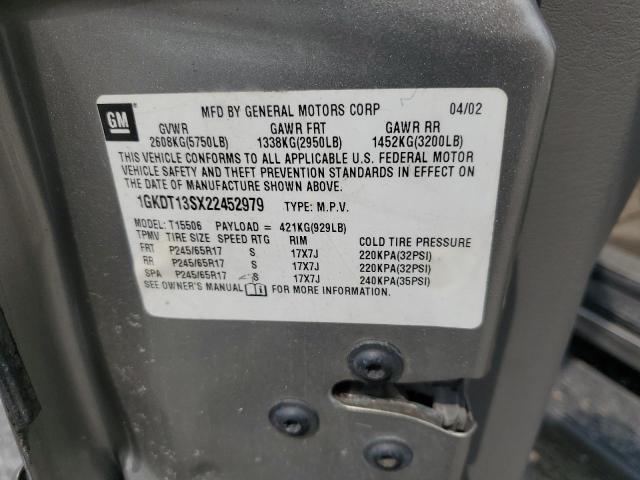 GM
MFD BY GENERAL MOTORS CORP 04/02
GVWR GAWR FRT GAWR RR
2608KG(5750LB) 1338KG(2950LB) 1452KG(3200LB)
THIS VEHICLE CONFORMS TO ALL APPLICABLE U.S. FEDERAL MOTOR
VEHICLE SAFETY AND THEFT PREVENTION STANDARDS IN EFFECT ON
THE DATE OF MANUFACTURE SHOWN ABOVE.
1GKDT13SX22452979 TYPE: M.P.V.
MODEL: T15506 PAYLOAD = 421KG(929LB)
TPMV TIRE SIZE SPEED RTG RIM COLD TIRE PRESSURE
FRT P245/65R17 S 17X7J 220KPA(32PSI)
RR P245/65R17 S 17X7J 220KPA(32PSI)
SPA P245/65R17 S 17X7J 240KPA(35PSI)
SEE OWNER'S MANUAL FOR MORE INFORMATION.